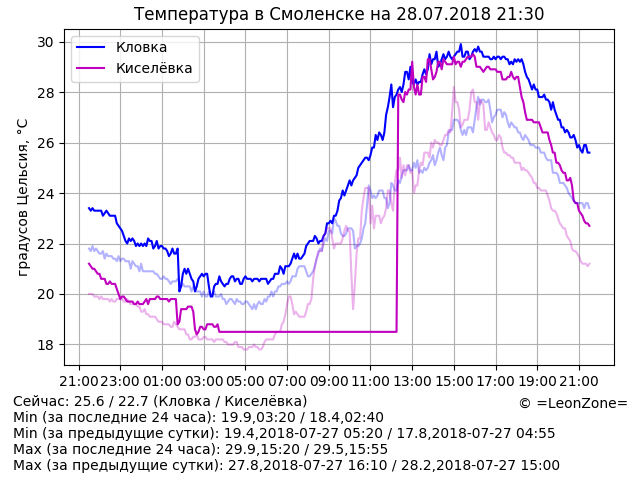 Температура в Смоленске на 28.07.2018 21:30
Кловка
Киселёвка
градусов Цельсия, °C
30
28
26
24
22
20
18
21:00 23:00 01:00 03:00 05:00 07:00 09:00 11:00 13:00 15:00 17:00 19:00 21:00
Сейчас: 25.6 / 22.7 (Кловка / Киселёвка)
© =LeonZone=
Min (за последние 24 часа): 19.9,03:20 / 18.4,02:40
Min (за предыдущие сутки): 19.4,2018-07-27 05:20 / 17.8,2018-07-27 04:55
Max (за последние 24 часа): 29.9,15:20 / 29.5,15:55
Max (за предыдущие сутки): 27.8,2018-07-27 16:10 / 28.2,2018-07-27 15:00